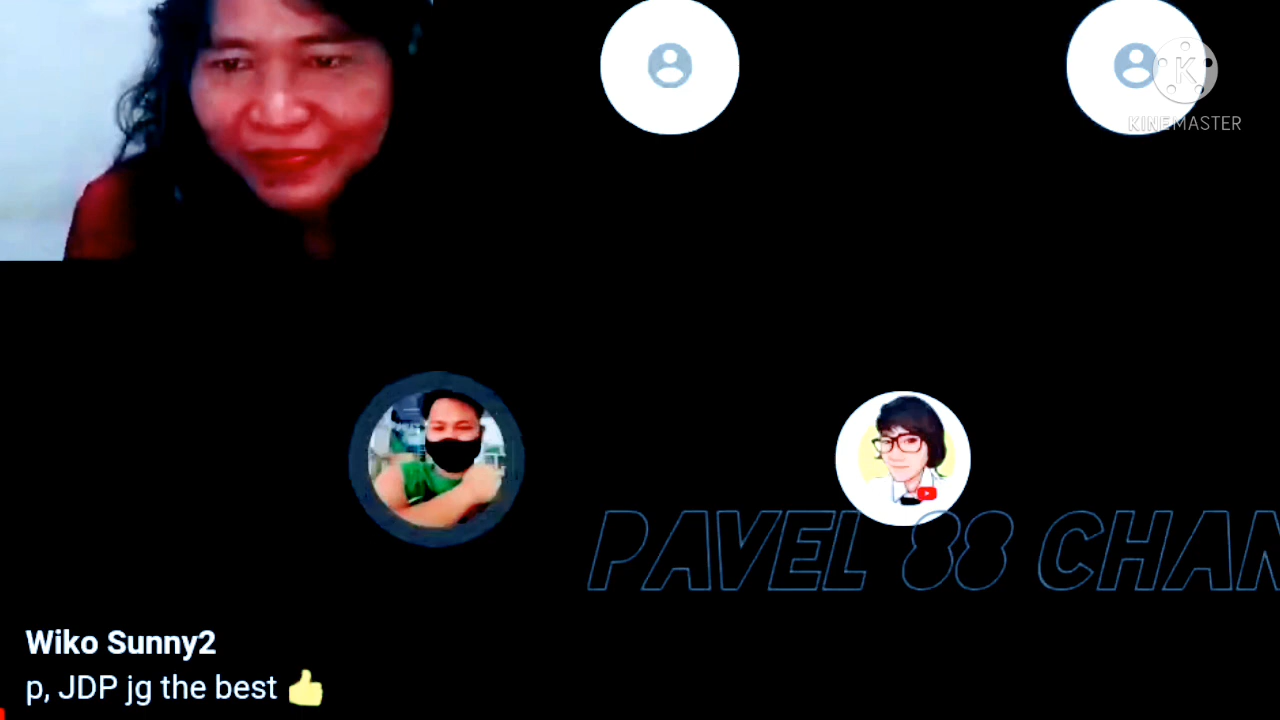 K
KINEMASTER
PAVEL 88 CHAN
Wiko Sunny2
p, JDP jg the best 👍